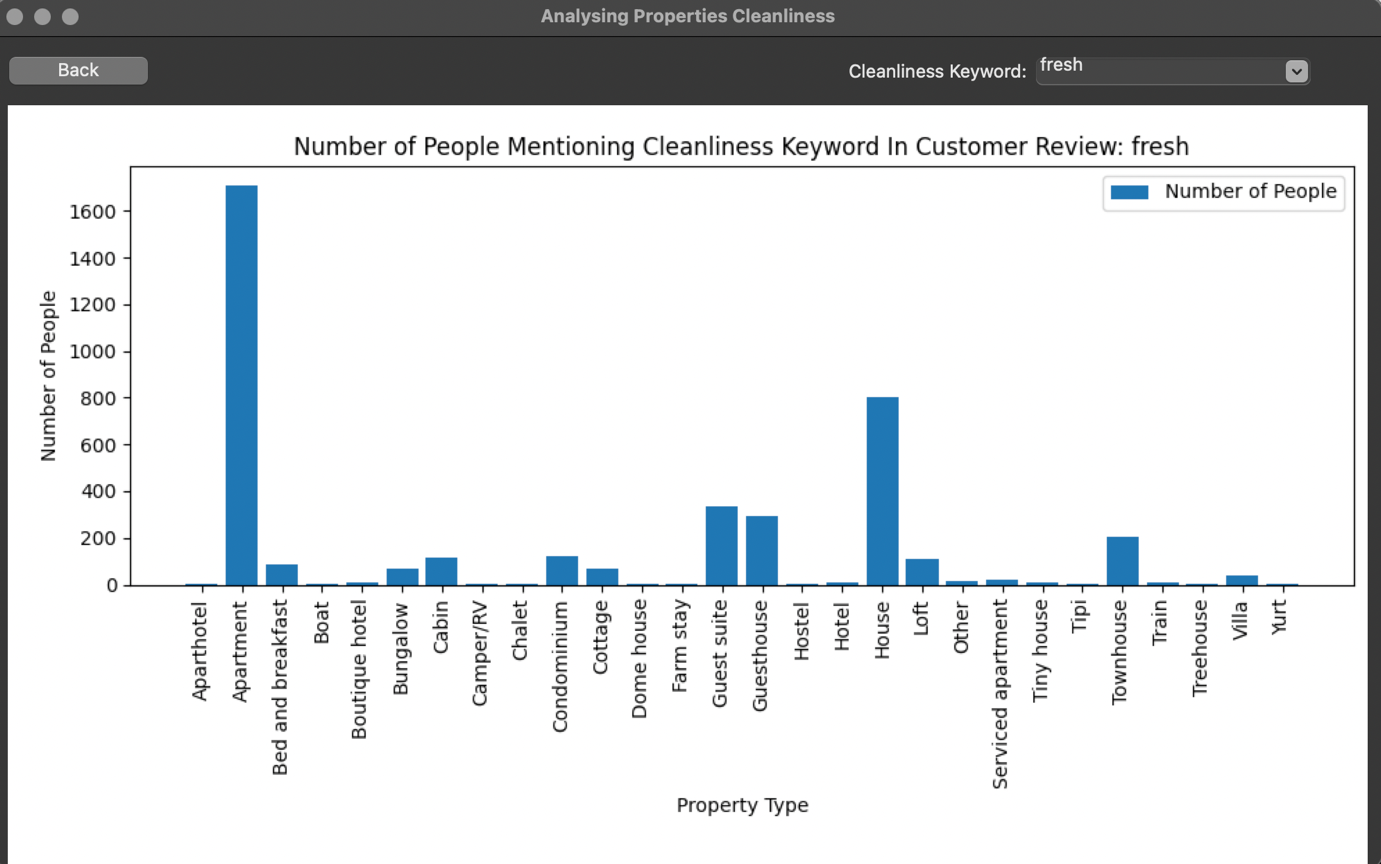 Analysing Properties Cleanliness
Back
Cleanliness Keyword: fresh
Number of People Mentioning Cleanliness Keyword In Customer Review: fresh
Number of People
1600
1400
1200
1000
800
600
400
200
0
Number of People
Aparthotel
Apartment
Bed and breakfast
Boat
Boutique hotel
Bungalow
Cabin
Camper/RV
Chalet
Condominium
Cottage
Dome house
Farm stay
Guest suite
Guesthouse
Hostel
Hotel
House
Loft
Other
Serviced apartment
Tiny house
Tipi
Townhouse
Train
Treehouse
Villa
Yurt
Property Type